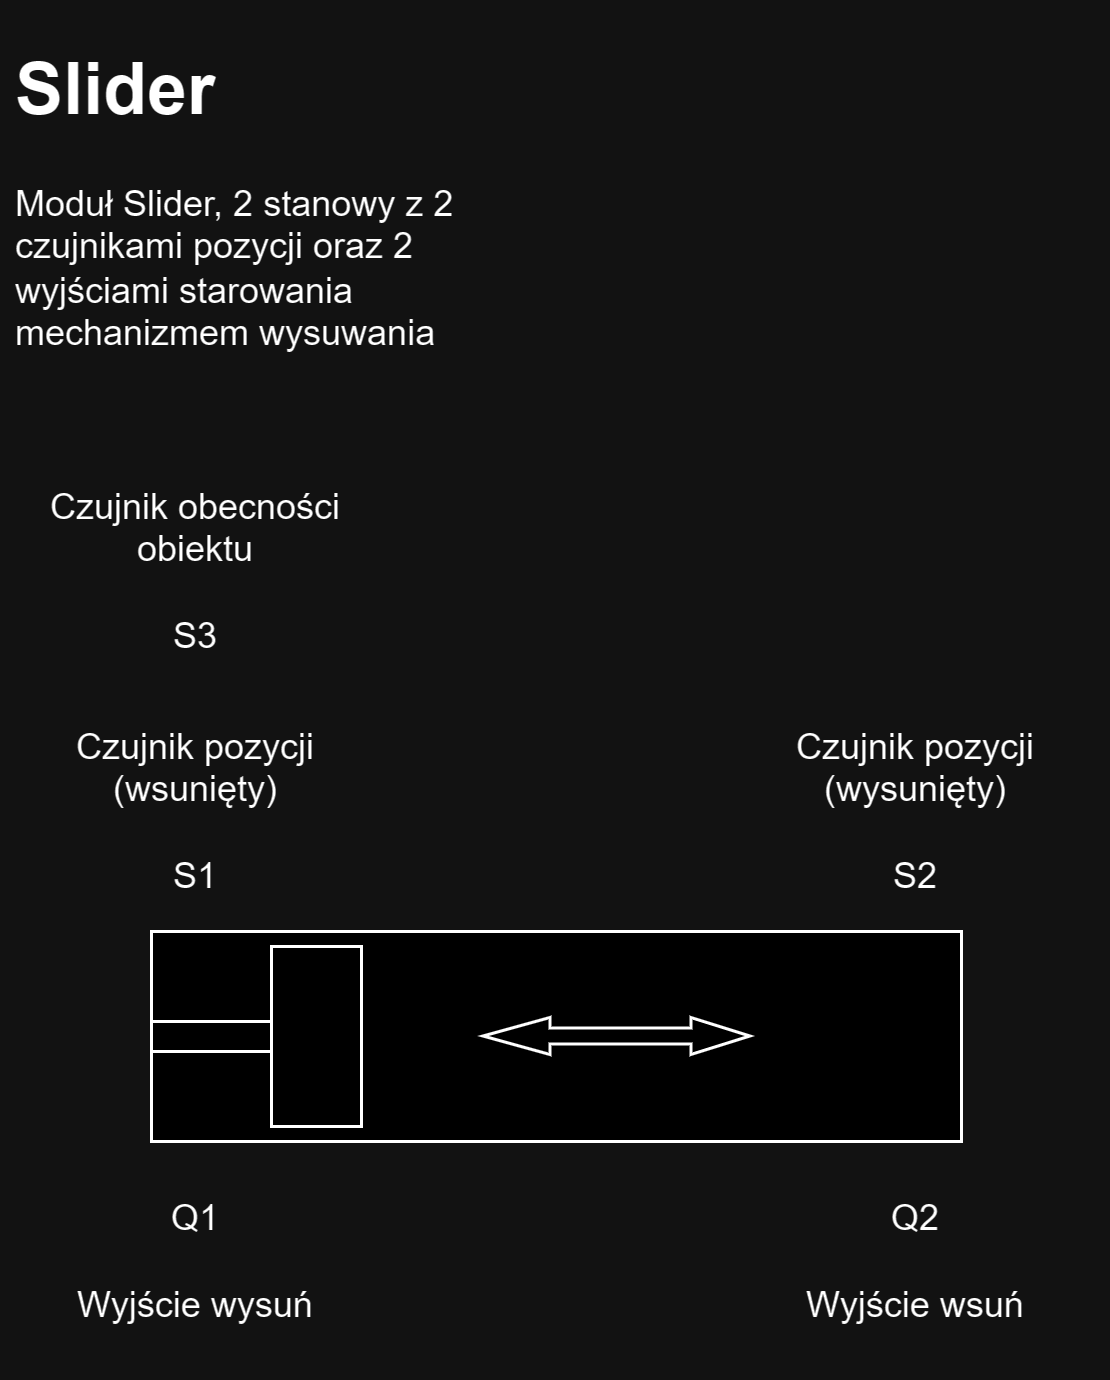 Slider
Moduł Slider, 2 stanowy z 2
czujnikami pozycji oraz 2
wyjściami starowania
mechanizmem wysuwania
Czujnik obecności
obiektu
S3
Czujnik pozycji
(wsunięty)
S1
Czujnik pozycji
(wysunięty)
S2
Q1
Wyjście wysuń
Q2
Wyjście wsuń